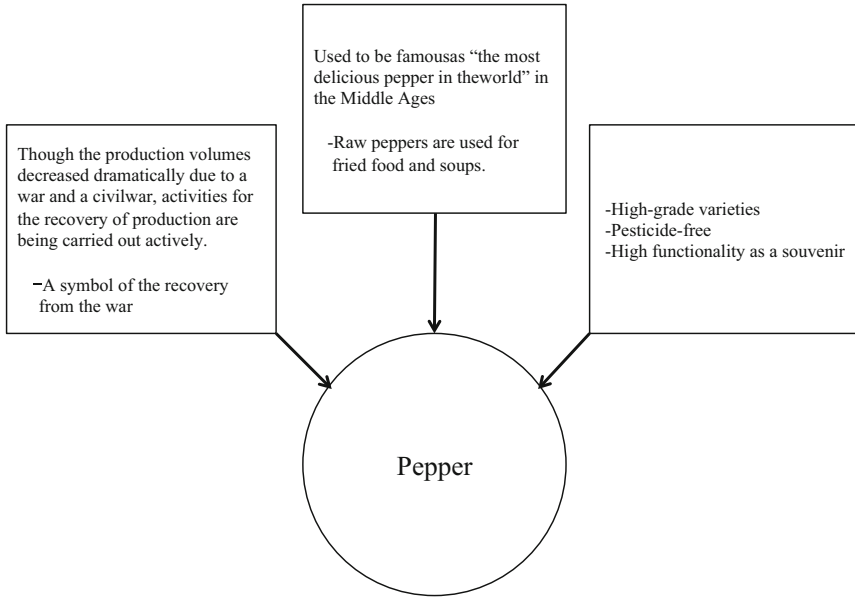 Used to be famousas “the most
delicious pepper in theworld” in
the Middle Ages
-Raw peppers are used for
fried food and soups.
Though the production volumes
decreased dramatically due to a
war and a civilwar, activities for
the recovery of production are
being carried out actively.
-A symbol of the recovery
from the war
-High-grade varieties
-Pesticide-free
-High functionality as a souvenir
Pepper